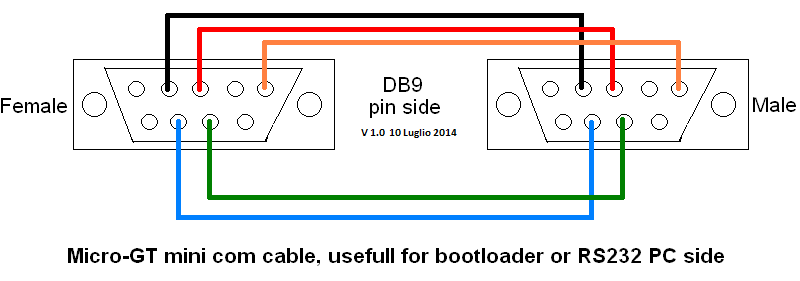 Female
DB9
pin side
V 1.0 10 Luglio 2014
Male
Micro-GT mini com cable, usefull for bootloader or RS232 PC side